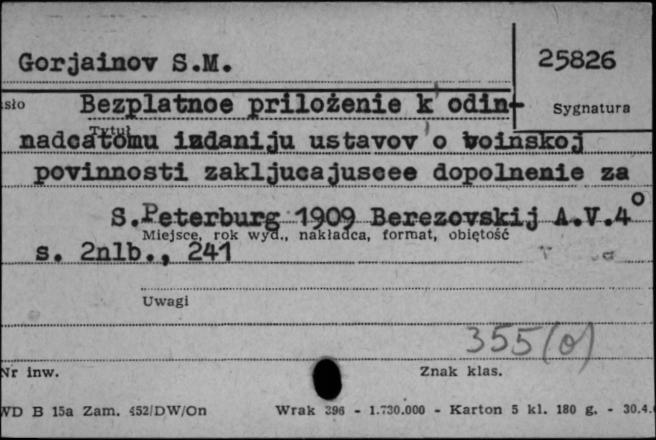 Gorjainov S.M.
25826
Sygnatura
sło
Bezplatnoe priloženie k odin-
Tytuł
nadcatomu izdaniju ustavov o voinskoj
povinnosti zakljucajuscee dopolnenie za
S.Peterburg 1909 Berezovskij A.V.4°
Miejsce, rok wyd., nakładca, format, objętość
s. 2nlb., 241
Uwagi
355(o)
Nr inw.
Znak klas.
WD B 15a Zam. 452/DW/On Wrak 396 - 1.730.000 - Karton 5 kl. 180 g. - 30.4.